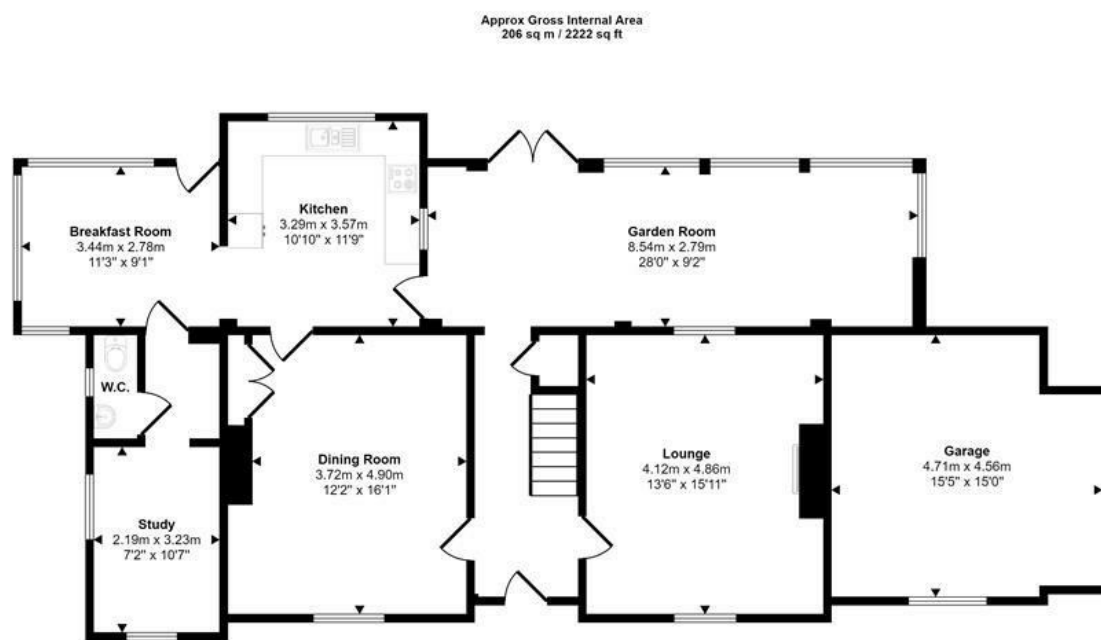 Approx Gross Internal Area
206 sq m / 2222 sq ft
Kitchen
3.29m x 3.57m
10'10" x 11'9"
Breakfast Room
3.44m x 2.78m
11'3" x 9'1"
Garden Room
8.54m x 2.79m
28'0" x 9'2"
W.C.
Dining Room
3.72m x 4.90m
12'2" x 16'1"
Lounge
4.12m x 4.86m
13'6" x 15'11"
Garage
4.71m x 4.56m
15'5" x 15'0"
Study
2.19m x 3.23m
7'2" x 10'7"